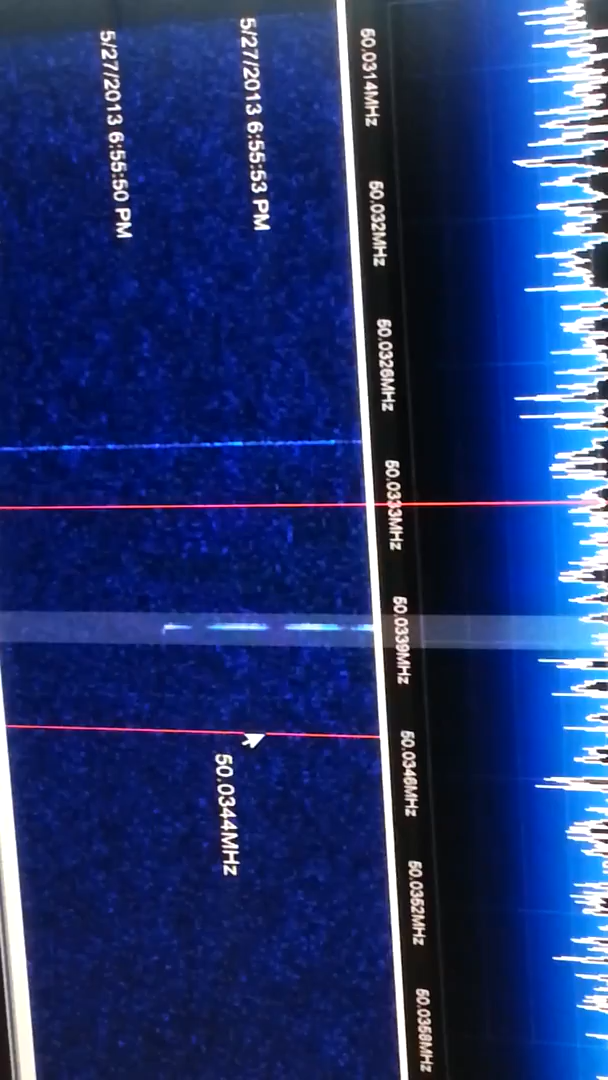 50.0314MHz
50.032MHz
50.0326MHz
50.0333MHz
50.0339MHz
50.0346MHz
50.0352MHz
50.0358MHz
5/27/2013 6:55:53 PM
5/27/2013 6:55:50 PM
50.0344MHz